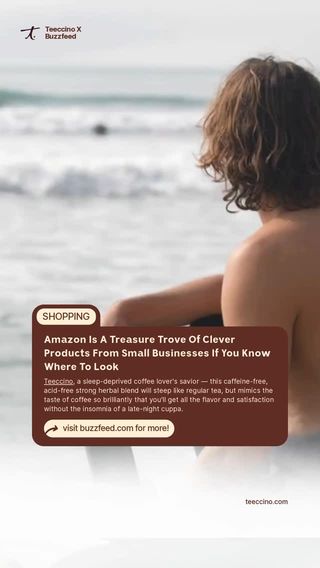 Teeccino X
Buzzfeed
SHOPPING
Amazon Is A Treasure Trove Of Clever
Products From Small Businesses If You Know
Where To Look
Teeccino, a sleep-deprived coffee lover's savior — this caffeine-free,
acid-free strong herbal blend will steep like regular tea, but mimics the
taste of coffee so brilliantly that you'll get all the flavor and satisfaction
without the insomnia of a late-night cuppa.
visit buzzfeed.com for more!
teeccino.com